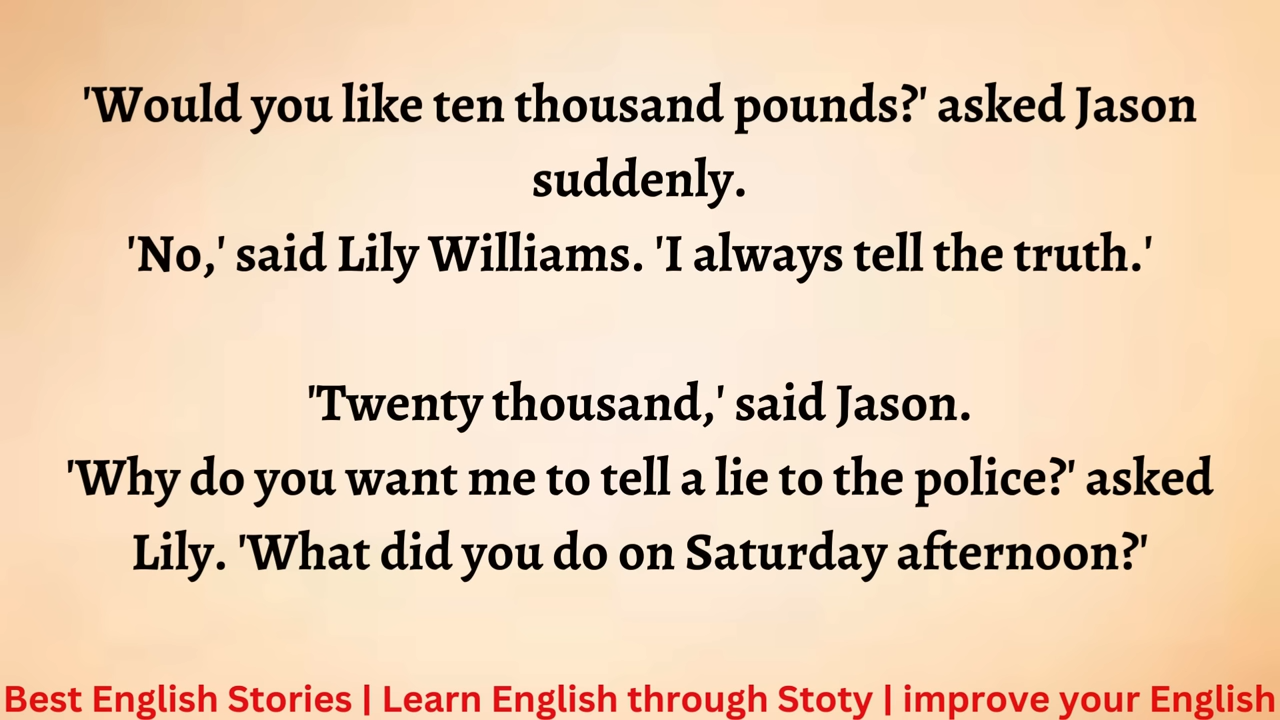 'Would you like ten thousand pounds?' asked Jason
suddenly.
'No,' said Lily Williams. 'I always tell the truth.'
'Twenty thousand,' said Jason.
'Why do you want me to tell a lie to the police?' asked
Lily. 'What did you do on Saturday afternoon?'
Best English Stories | Learn English through Stoty | improve your English